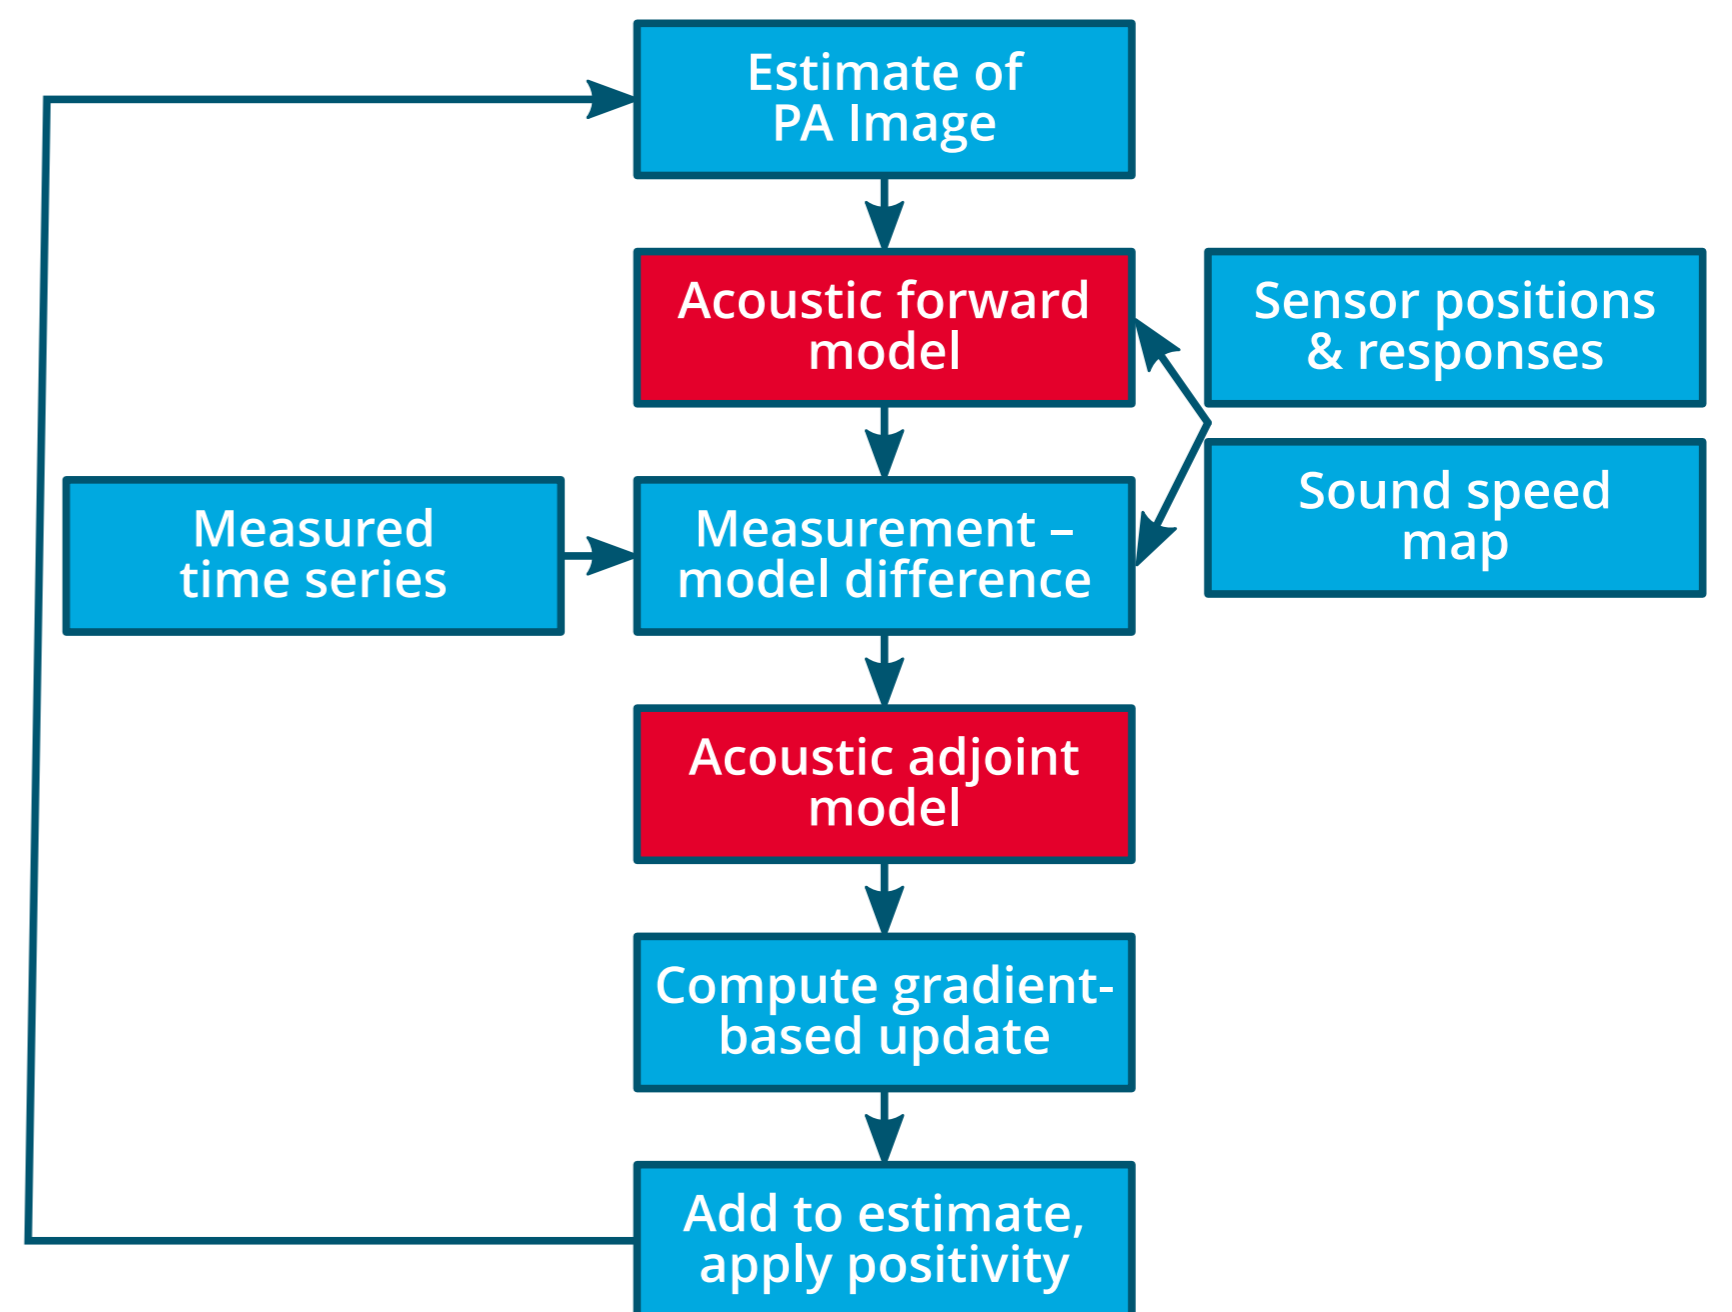 Estimate of
PA Image
Acoustic forward
model
Sensor positions
& responses
Sound speed
map
Measured
time series
Measurement –
model difference
Acoustic adjoint
model
Compute gradient-
based update
Add to estimate,
apply positivity